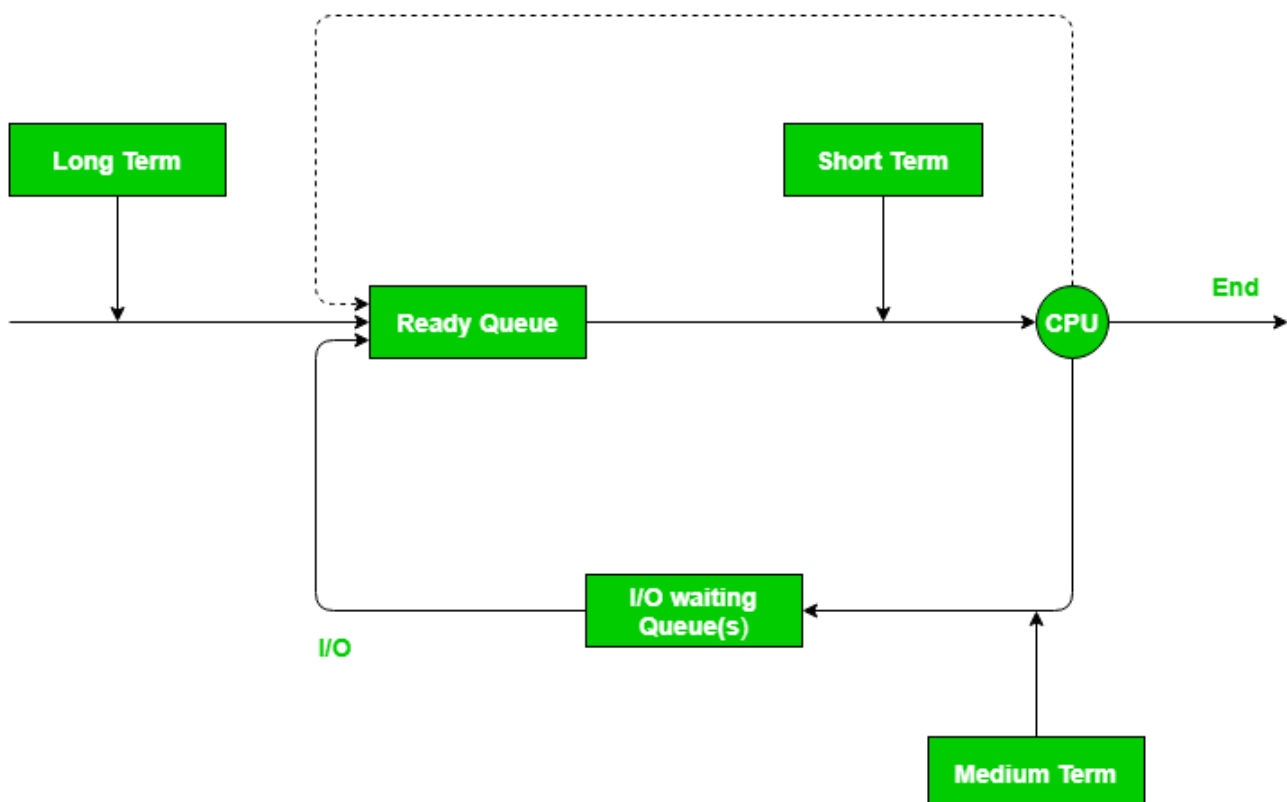 Long Term
Short Term
End
Ready Queue
CPU
I/O waiting
Queue(s)
I/O
Medium Term